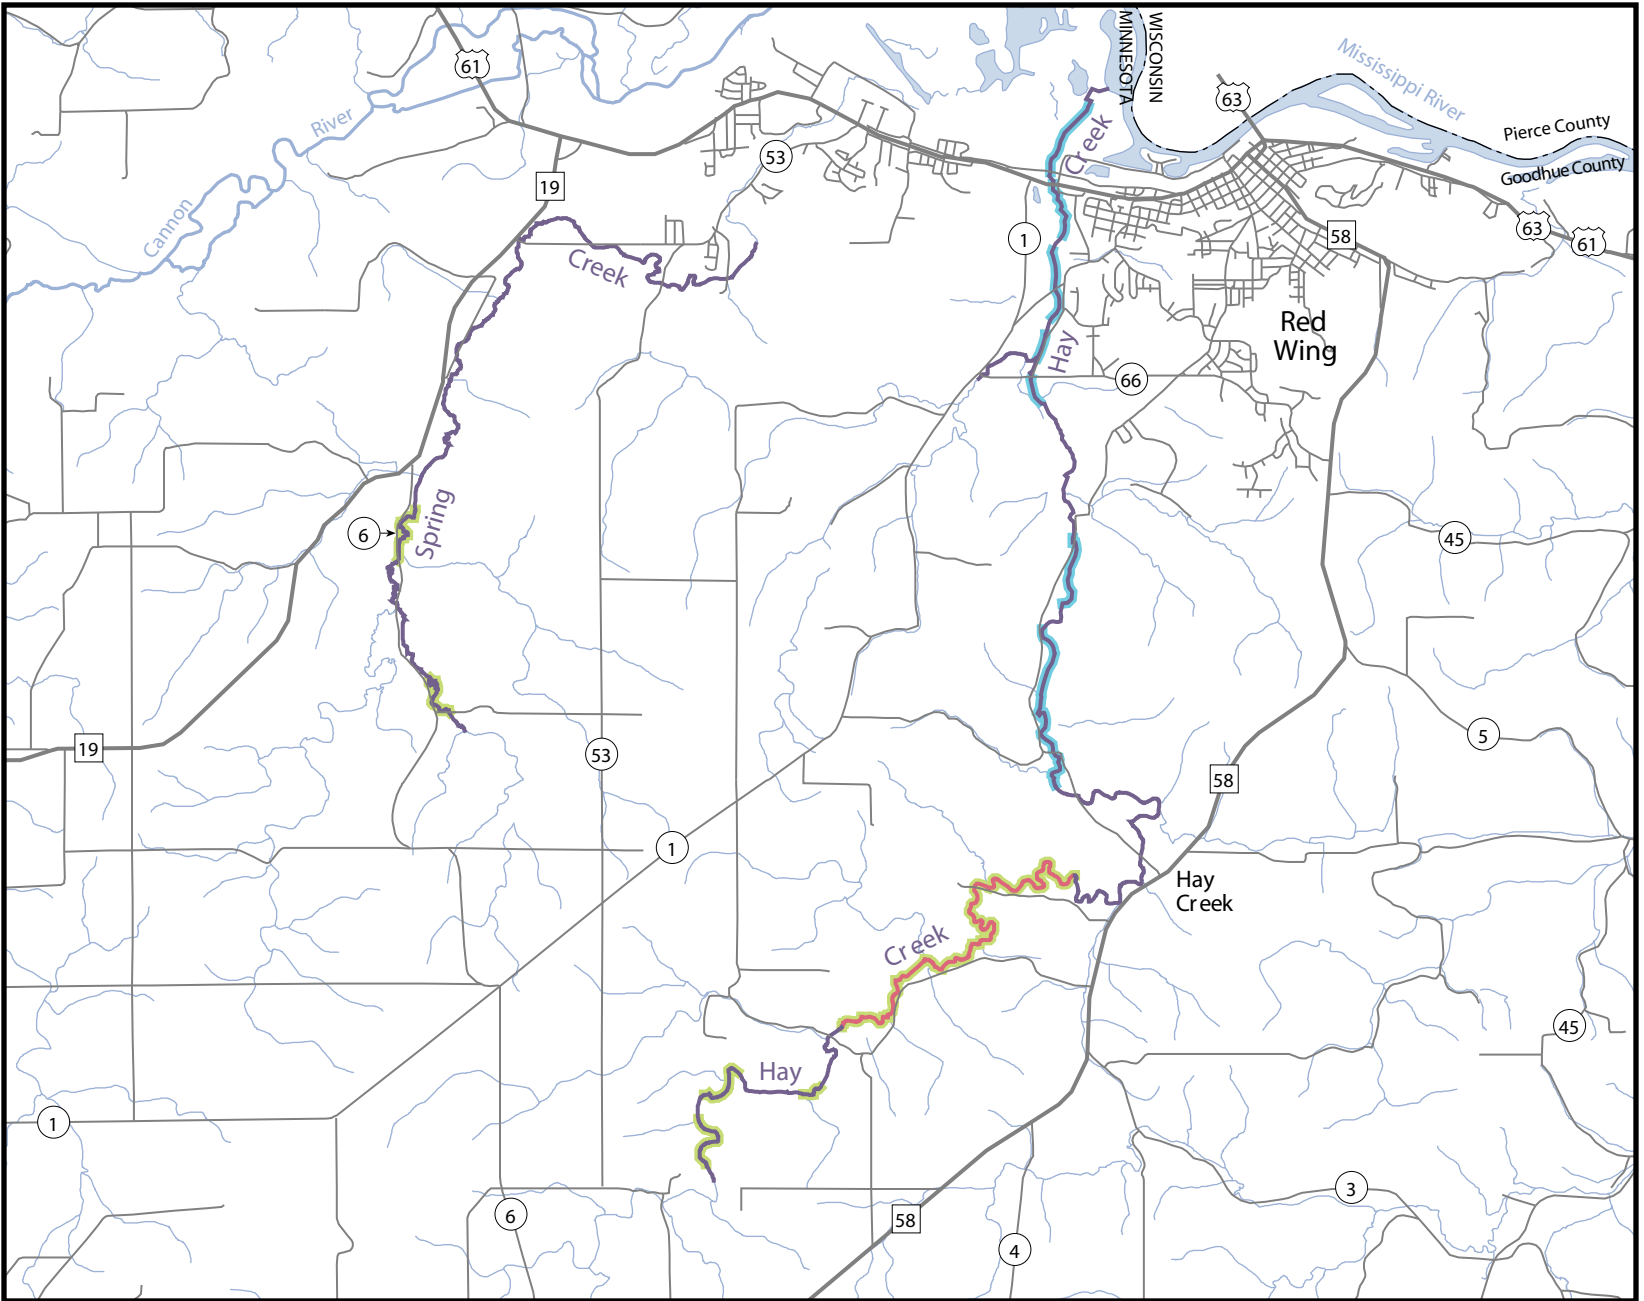 61
MINNESOTA
WISCONSIN
Mississippi River
63
Pierce County
Goodhue County
River
Creek
53
19
Cannon
1
58
63
61
Creek
Red
Wing
Hay
66
6
Spring
45
5
19
53
58
1
Hay
Creek
Creek
45
Hay
1
3
6
58
4